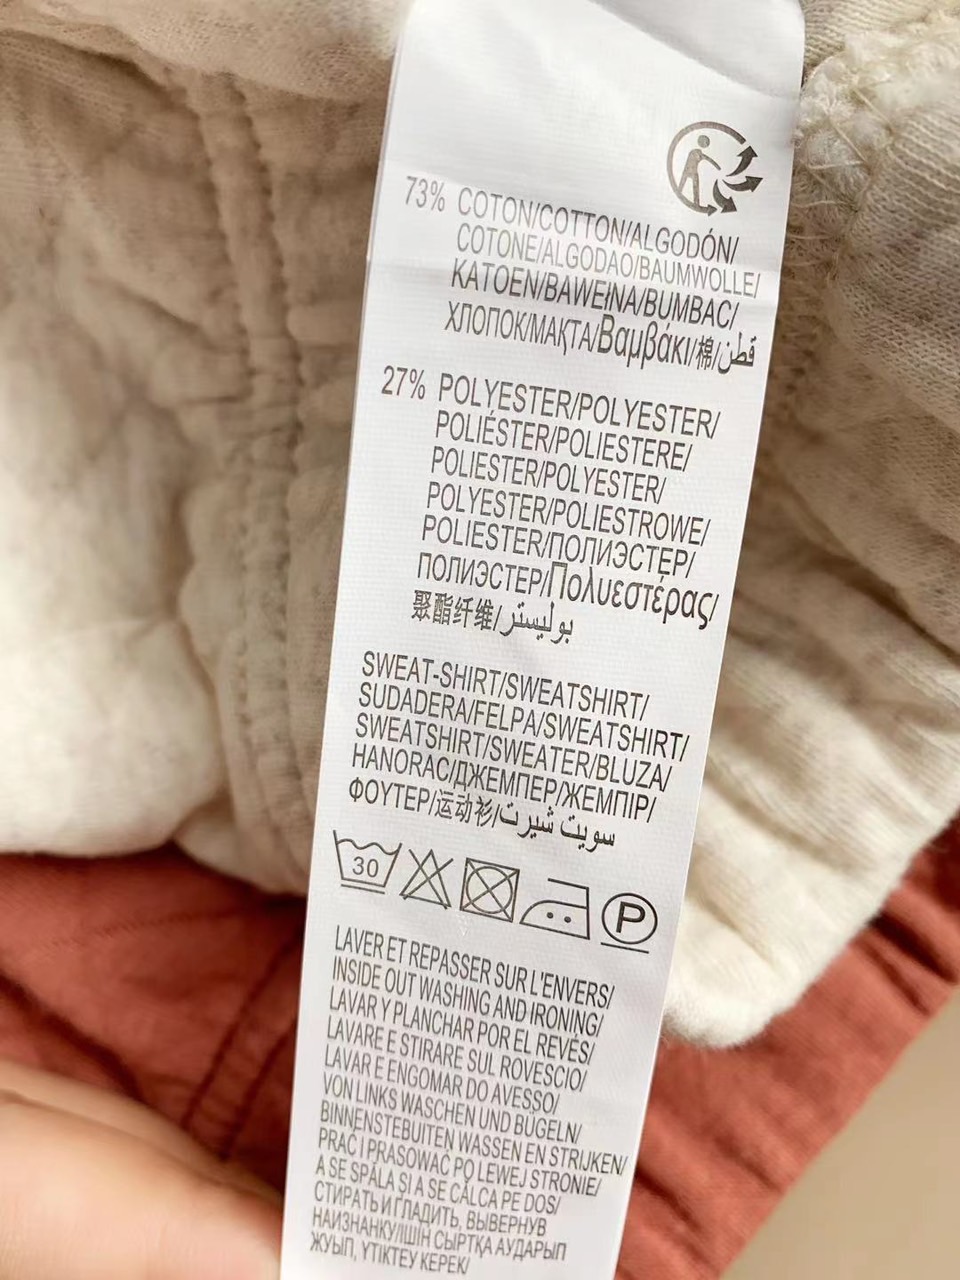 73% COTON/COTTON/ALGODÓN/
COTONE/ALGODAO/BAUMWOLLE/
KATOEN/BAWEŁNA/BUMBAC/
ХЛОПОК/МАҚТА/Βαμβάκι/棉/قطن
27% POLYESTER/POLYESTER/
POLIÉSTER/POLIESTERE/
POLIESTER/POLYESTER/
POLYESTER/POLIESTROWE/
POLIESTER/ПОЛИЭСТЕР/
ПОЛИЭСТЕР/Πολυεστέρας/
聚酯纤维/بوليستر
SWEAT-SHIRT/SWEATSHIRT/
SUDADERA/FELPA/SWEATSHIRT/
SWEATSHIRT/SWEATER/BLUZA/
HANORAC/ДЖЕМПЕР/ЖЕМПІР/
ΦΟΥΤΕΡ/运动衫/سويت شيرت
30 P
LAVER ET REPASSER SUR L'ENVERS/
INSIDE OUT WASHING AND IRONING/
LAVAR Y PLANCHAR POR EL REVÉS/
LAVARE E STIRARE SUL ROVESCIO/
LAVAR E ENGOMAR DO AVESSO/
VON LINKS WASCHEN UND BÜGELN/
BINNENSTEBUITEN WASSEN EN STRIJKEN/
PRAĆ I PRASOWAĆ PO LEWEJ STRONIE/
A SE SPĂLA SI A SE CĂLCA PE DOS/
СТИРАТЬ И ГЛАДИТЬ, ВЫВЕРНУВ
НАИЗНАНКУ/ІШІН СЫРТҚА АУДАРЫП
ЖУЫП, ҮТІКТЕУ КЕРЕК/